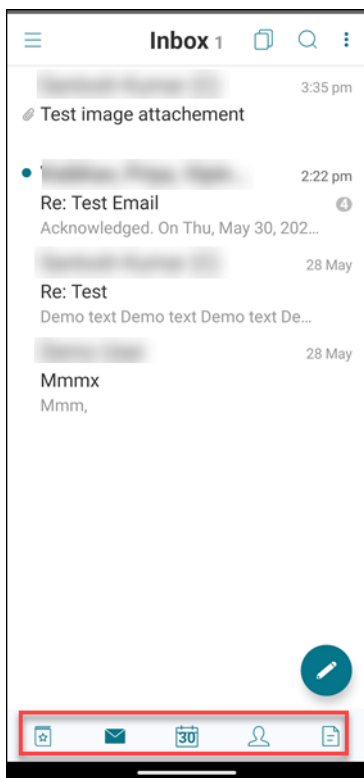 Inbox 1
3:35 pm
Test image attachement
2:22 pm
Re: Test Email
4
Acknowledged. On Thu, May 30, 202...
28 May
Re: Test
Demo text Demo text Demo text De...
28 May
Mmmx
Mmm,
30